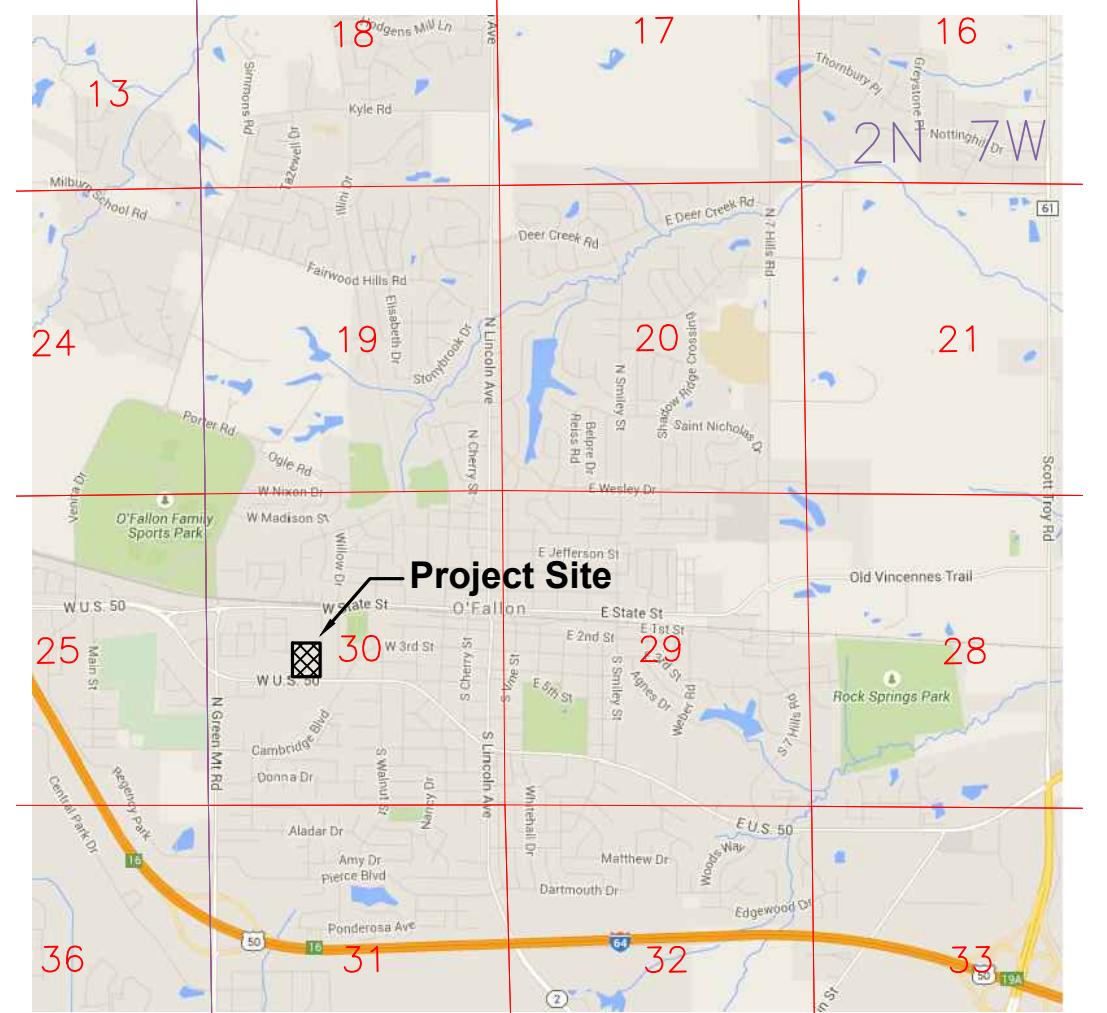 18
Hodgens Mill Ln
Ave
17
16
13
Simmons Rd
Kyle Rd
Thornbury Pl
Greystone Pl
2N 7W
Nottinghill Dr
Tazewell Dr
Illini Dr
Milburn School Rd
E Deer Creek Rd
61
Deer Creek Rd
N 7 Hills Rd
Fairwood Hills Rd
Elisabeth Dr
24
19
Stonybrook Dr
N Lincoln Ave
20
21
N Smiley St
Shadow Ridge Crossing
Porter Rd
Reiss Rd
Belpre Dr
Saint Nicholas Dr
Ogle Rd
N Cherry St
Scott Troy Rd
Venita Dr
W Nixon Dr
E Wesley Dr
O'Fallon Family
Sports Park
W Madison St
Willow Dr
E Jefferson St
Project Site
Old Vincennes Trail
W U.S. 50
W State St
O'Fallon
E State St
E 1st St
E 2nd St
25
Main St
30
W 3rd St
S Cherry St
S Vine St
29
E 3rd St
28
W U.S. 50
E 5th St
S Smiley St
Agnes Dr
Weber Rd
S 7 Hills Rd
Rock Springs Park
N Green Mt Rd
Cambridge Blvd
S Lincoln Ave
Donna Dr
S Walnut St
Nancy Dr
Regency Park
Central Park Dr
Whitehall Dr
Aladar Dr
E U.S. 50
16
Amy Dr
Pierce Blvd
Matthew Dr
Woods Way
Dartmouth Dr
Edgewood Dr
Ponderosa Ave
50
16
64
36
31
32
33
50
19A
2
in St